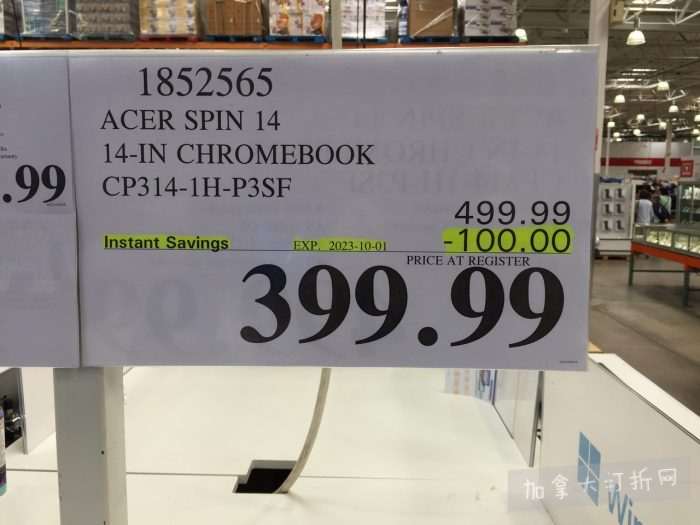 1852565
ACER SPIN 14
14-IN CHROMEBOOK
CP314-1H-P3SF
499.99
Instant Savings EXP. 2023-10-01 -100.00
PRICE AT REGISTER
399.99
.99
加拿大打折网